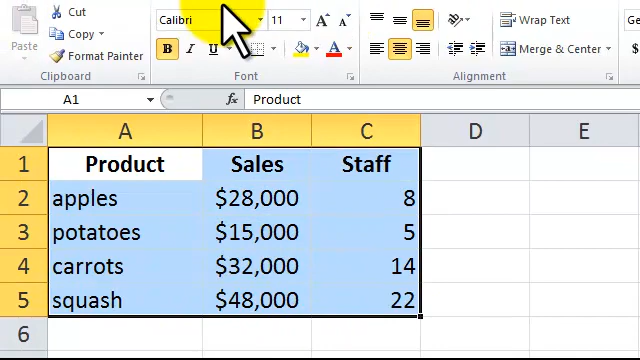 Cut
Calibri 11 A A Wrap Text
Copy
Paste Format Painter B I U A Merge & Center $
Clipboard Font Alignment
A1 fx Product
A B C D E
1 Product Sales Staff
2 apples $28,000 8
3 potatoes $15,000 5
4 carrots $32,000 14
5 squash $48,000 22
6